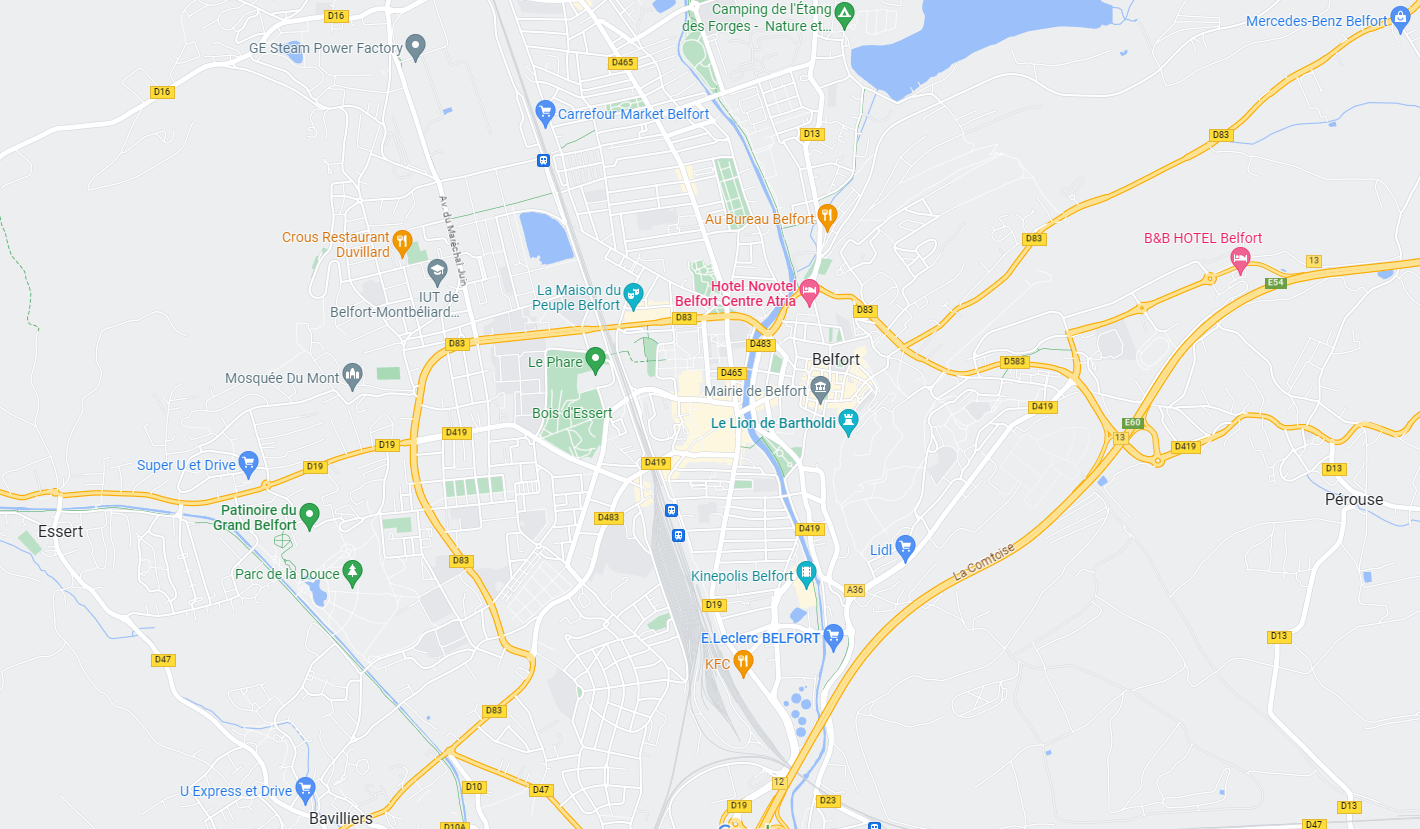 Camping de l'Étang
des Forges - Nature et...
D16
Mercedes-Benz Belfort
GE Steam Power Factory
D465
D16
Carrefour Market Belfort
D13
D83
Av. du Maréchal Juin
Au Bureau Belfort
Crous Restaurant
Duvillard
D83
B&B HOTEL Belfort
13
E54
IUT de
Belfort-Montbéliard...
La Maison du
Peuple Belfort
Hotel Novotel
Belfort Centre Atria
D83
D83
D83
D483
Belfort
Le Phare
D583
D465
Mosquée Du Mont
Mairie de Belfort
D419
Bois d'Essert
Le Lion de Bartholdi
E60
13
D419
D19
D419
Super U et Drive
D19
D419
D13
Pérouse
Patinoire du
Grand Belfort
D483
Essert
D419
Lidl
La Comtoise
D83
Parc de la Douce
Kinepolis Belfort
A36
D19
E.Leclerc BELFORT
D13
D47
KFC
D83
12
D10
D47
U Express et Drive
D19
D23
D13
Bavilliers
D10A
D47